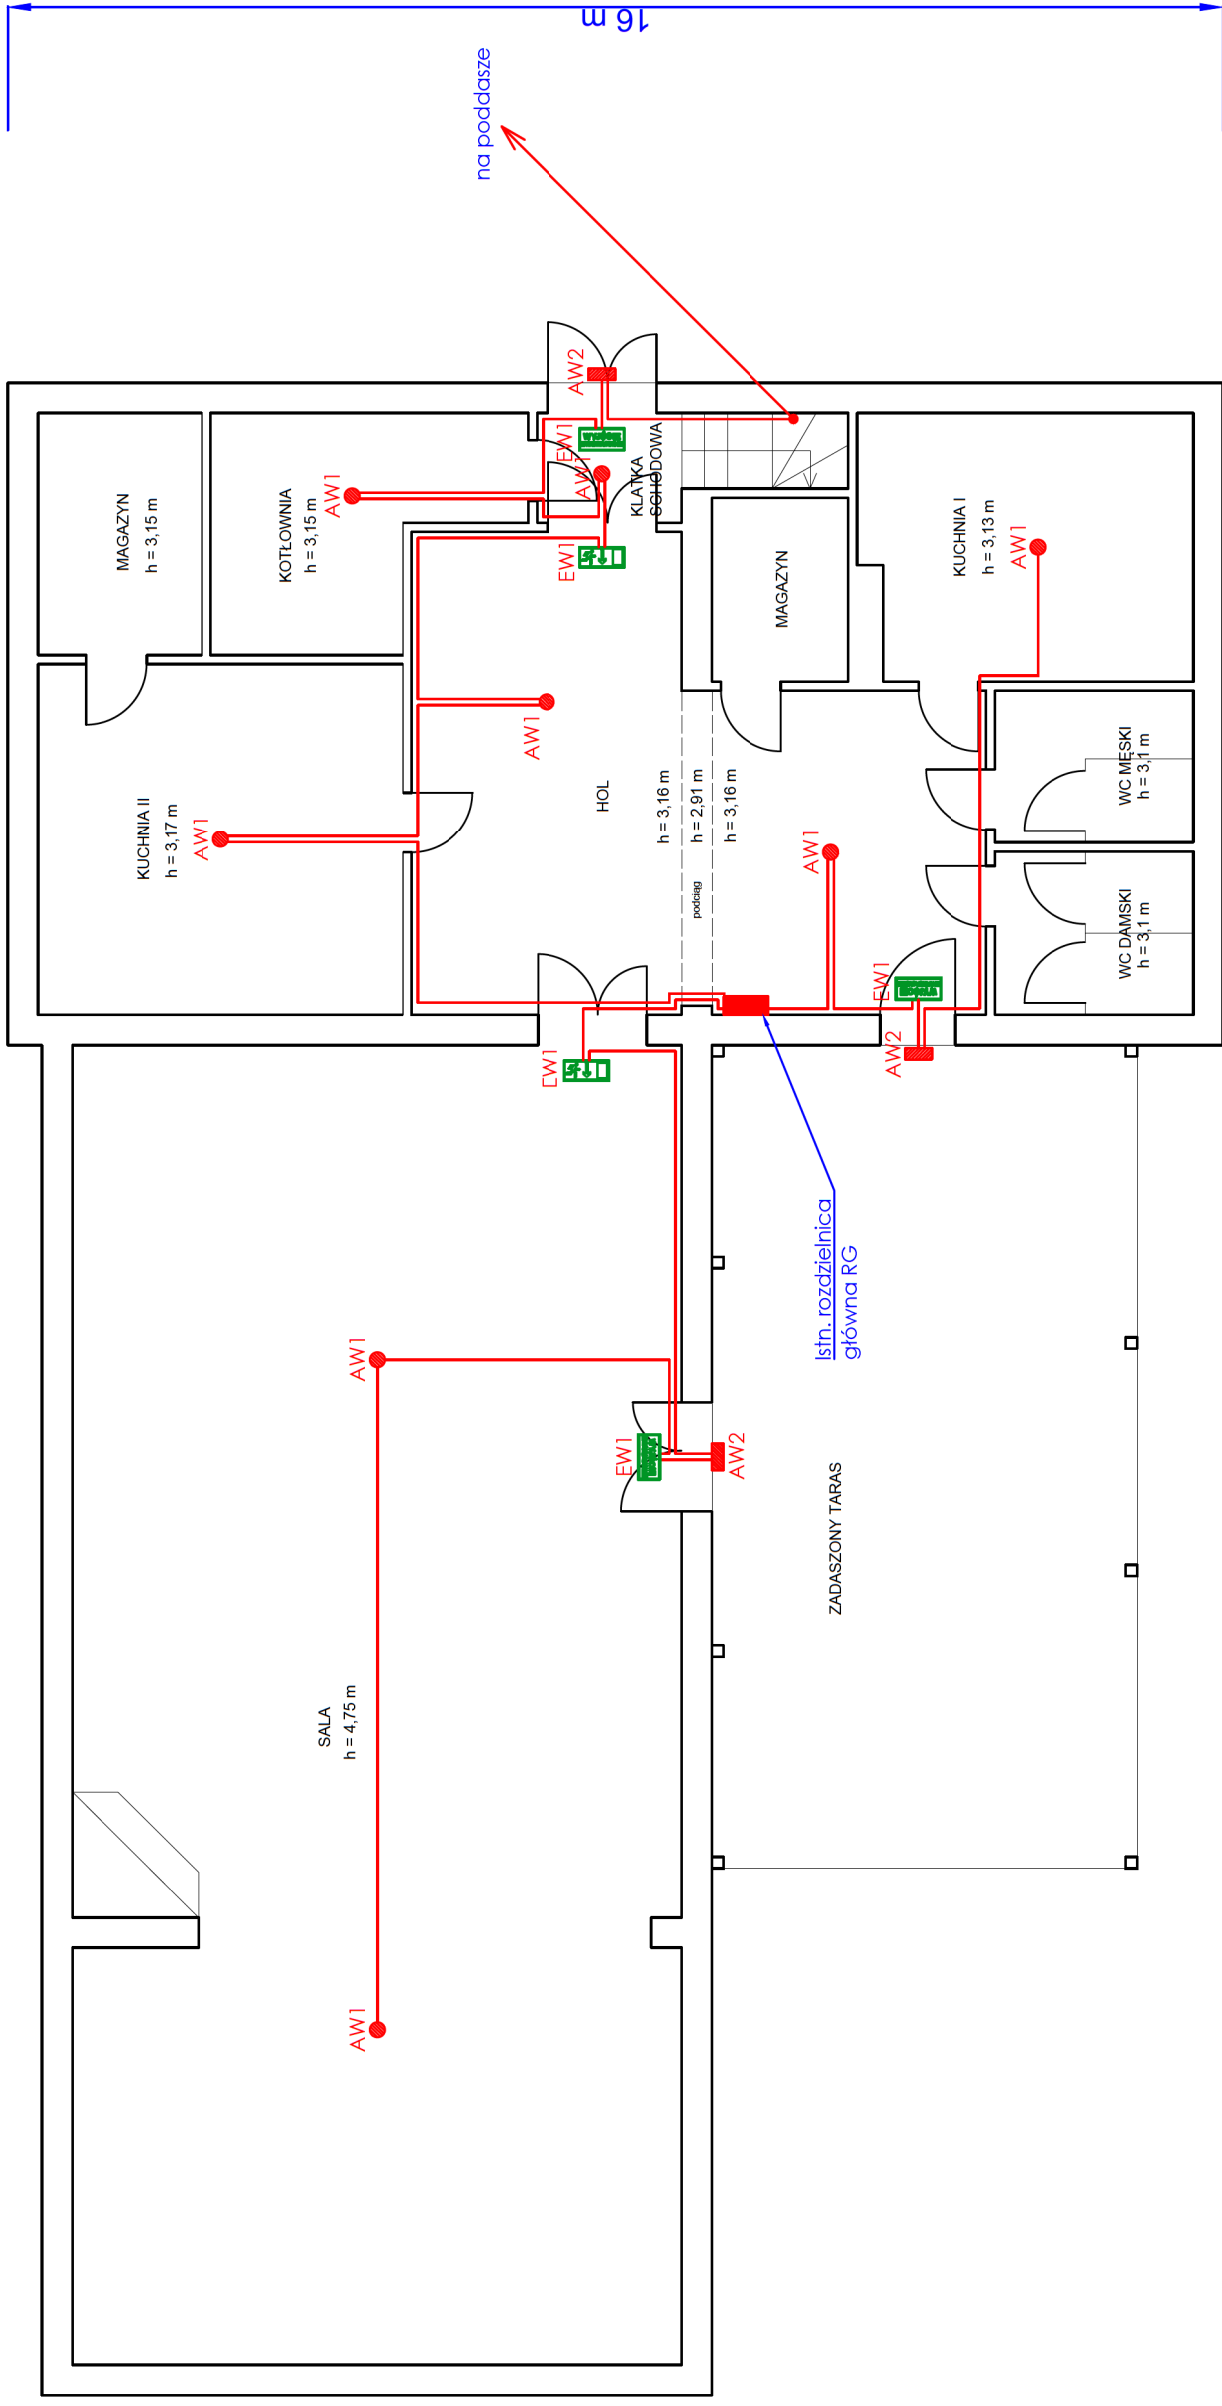 16 m
na poddasze
AW2
EW1
AW1
KLATKA
SCHODOWA
EW1
MAGAZYN
h = 3,15 m
KOTŁOWNIA
h = 3,15 m
AW1
KUCHNIA II
h = 3,17 m
AW1
AW1
HOL
h = 3,16 m
h = 2,91 m
h = 3,16 m
podciąg
MAGAZYN
KUCHNIA I
h = 3,13 m
AW1
WC MĘSKI
h = 3,1 m
WC DAMSKI
h = 3,1 m
AW1
EW1
AW2
EW1
Istn. rozdzielnica
główna RG
AW1
EW1
AW2
ZADASZONY TARAS
SALA
h = 4,75 m
AW1